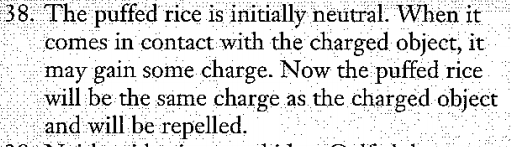 38. The puffed rice is initially neutral. When it
comes in contact with the charged object, it
may gain some charge. Now the puffed rice
will be the same charge as the charged object
and will be repelled.